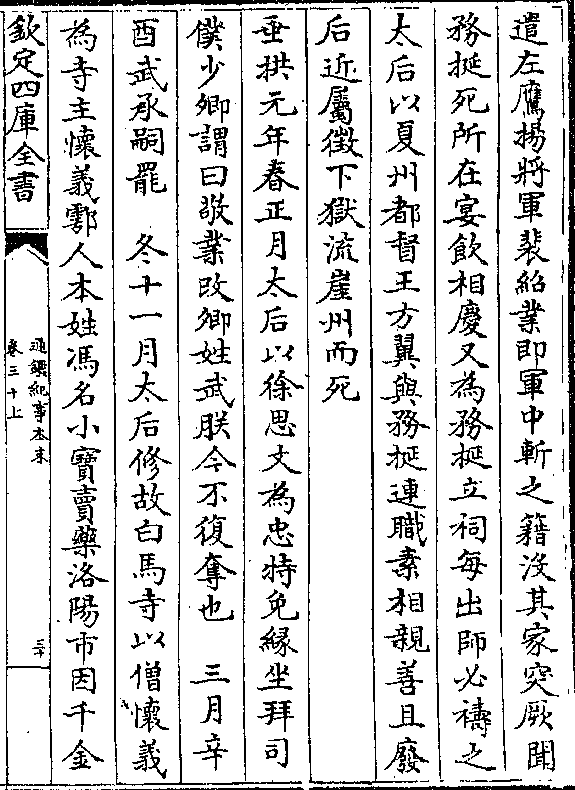 遣左鷹揚將軍裴紹業即軍中斬之籍沒其家突厥聞
務挺死所在宴飲相慶又為務挺立祠每出師必禱之
太后以夏州都督王方翼與務挺連職素相親善且廢
后近屬徵下獄流崖州而死
垂拱元年春正月太后以徐思文為忠特免緣坐拜司
僕少卿謂曰敬業改卿姓武朕今不復奪也　三月辛
酉武承嗣罷　冬十一月太后修故白馬寺以僧懷義
為寺主懷義鄠人本姓馮名小寶賣藥洛陽市因千金
欽定四庫全書
通鑑紀事本末
卷三十上
三十